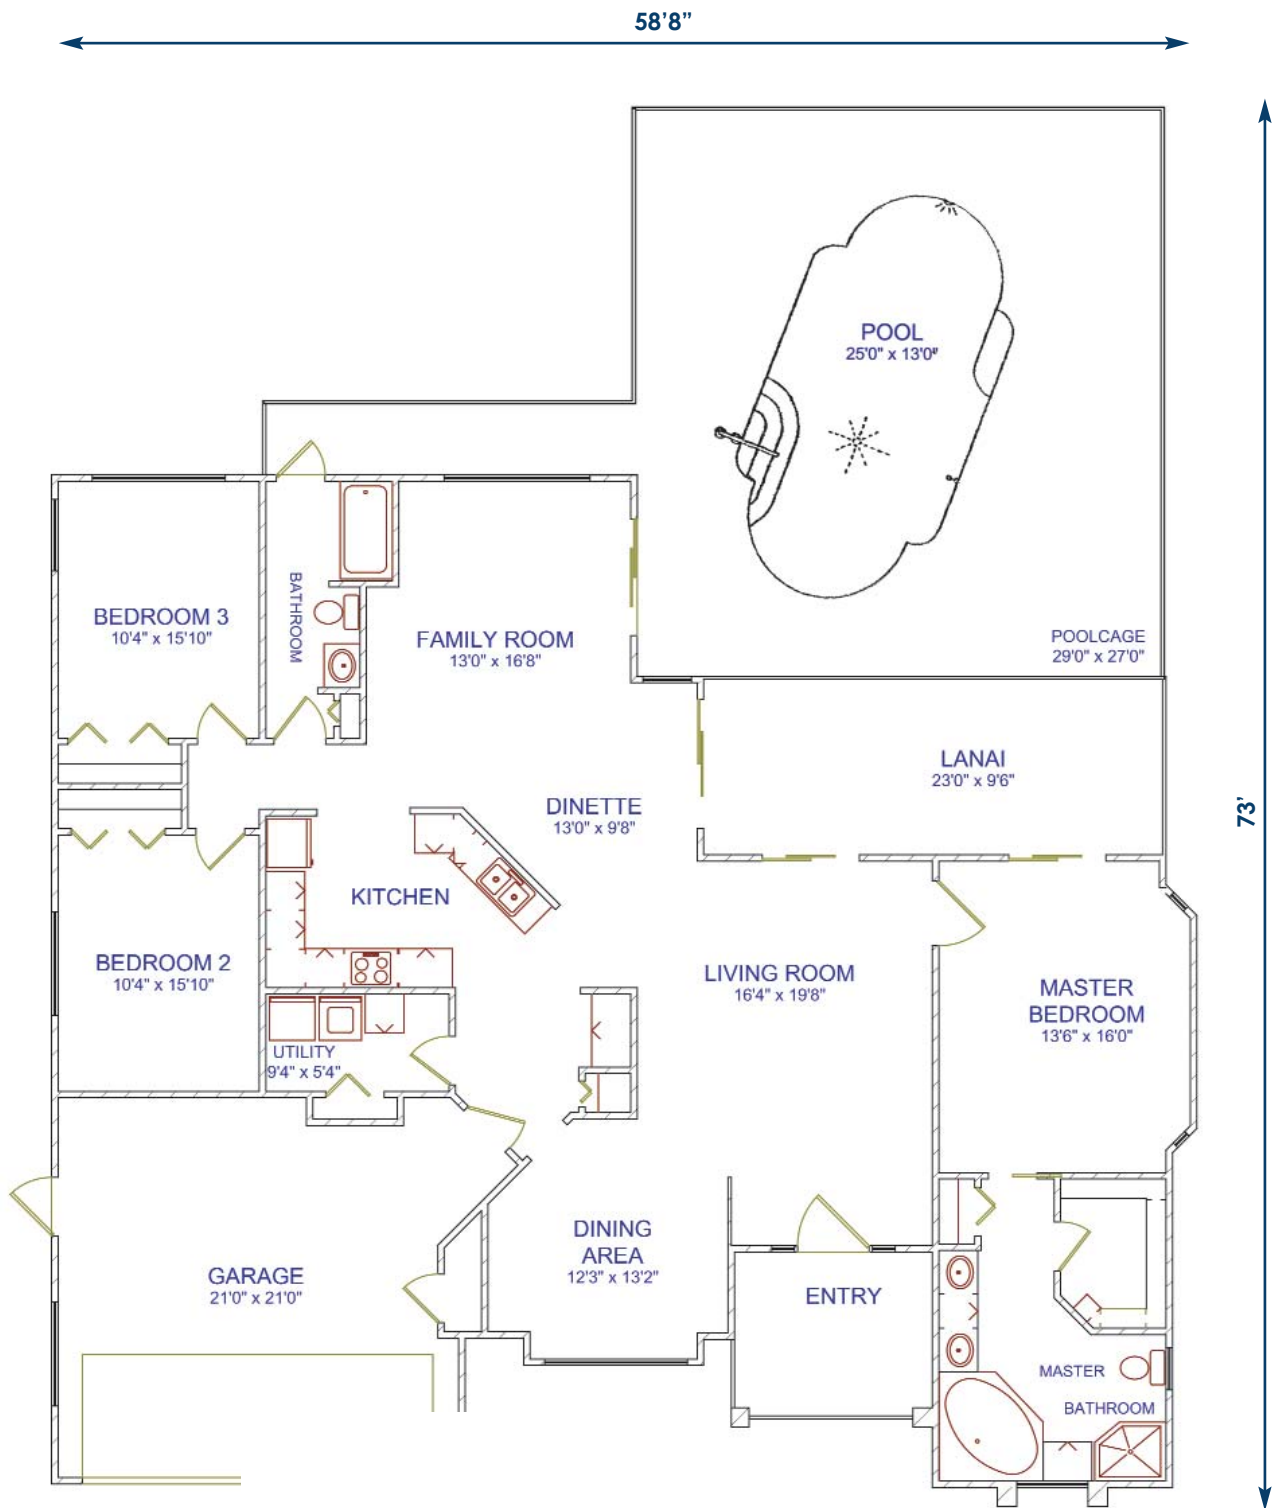 58’8”
73’
POOL
25'0" x 13'0"
POOLCAGE
29'0" x 27'0"
BEDROOM 3
10'4" x 15'10"
BATHROOM
FAMILY ROOM
13'0" x 16'8"
LANAI
23'0" x 9'6"
DINETTE
13'0" x 9'8"
KITCHEN
BEDROOM 2
10'4" x 15'10"
LIVING ROOM
16'4" x 19'8"
MASTER
BEDROOM
13'6" x 16'0"
UTILITY
9'4" x 5'4"
DINING
AREA
12'3" x 13'2"
GARAGE
21'0" x 21'0"
ENTRY
MASTER
BATHROOM